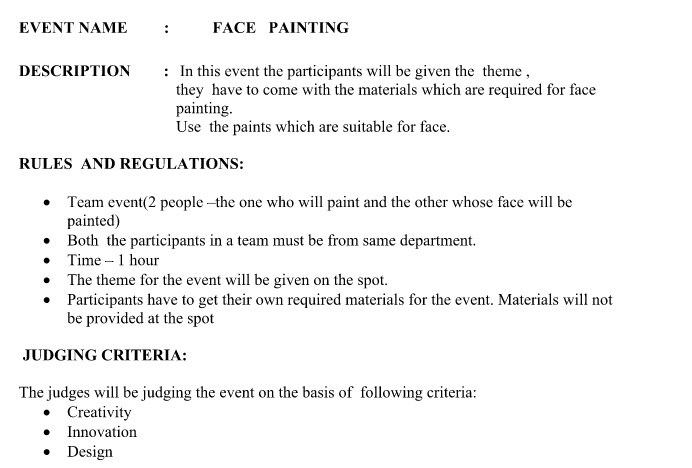 EVENT NAME : FACE PAINTING
DESCRIPTION : In this event the participants will be given the theme ,
they have to come with the materials which are required for face
painting.
Use the paints which are suitable for face.
RULES AND REGULATIONS:
• Team event(2 people –the one who will paint and the other whose face will be
painted)
• Both the participants in a team must be from same department.
• Time – 1 hour
• The theme for the event will be given on the spot.
• Participants have to get their own required materials for the event. Materials will not
be provided at the spot
JUDGING CRITERIA:
The judges will be judging the event on the basis of following criteria:
• Creativity
• Innovation
• Design